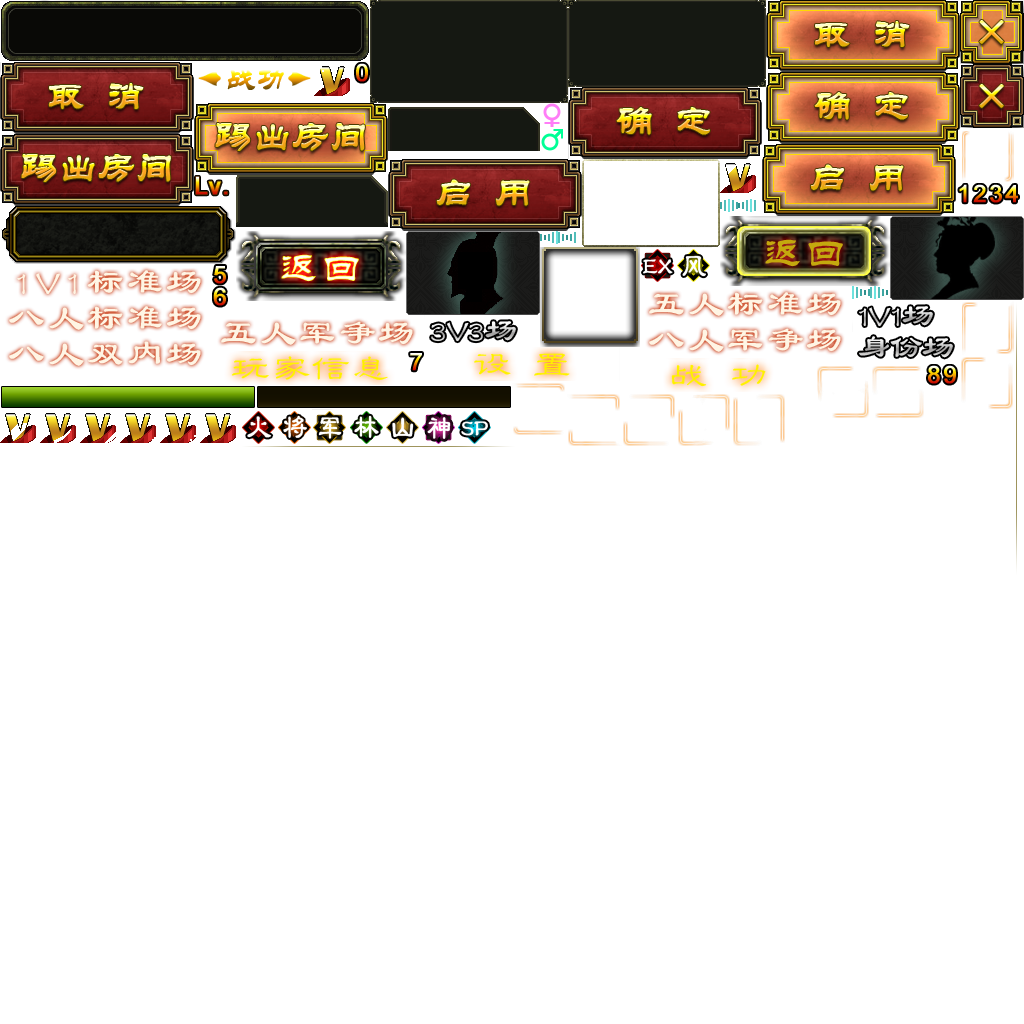 取 消
战功
V
0
取 消
确 定
确 定
踢出房间
踢出房间
♀
♂
Lv.
启 用
V
启 用
1234
返回
返回
EX
风
1V1标准场
5
6
五人标准场
1V1场
八人标准场
五人军争场
3V3场
八人军争场
身份场
八人双内场
玩家信息
7
设 置
战 功
89
V V V V V V
火 将 军 林 山 神 SP